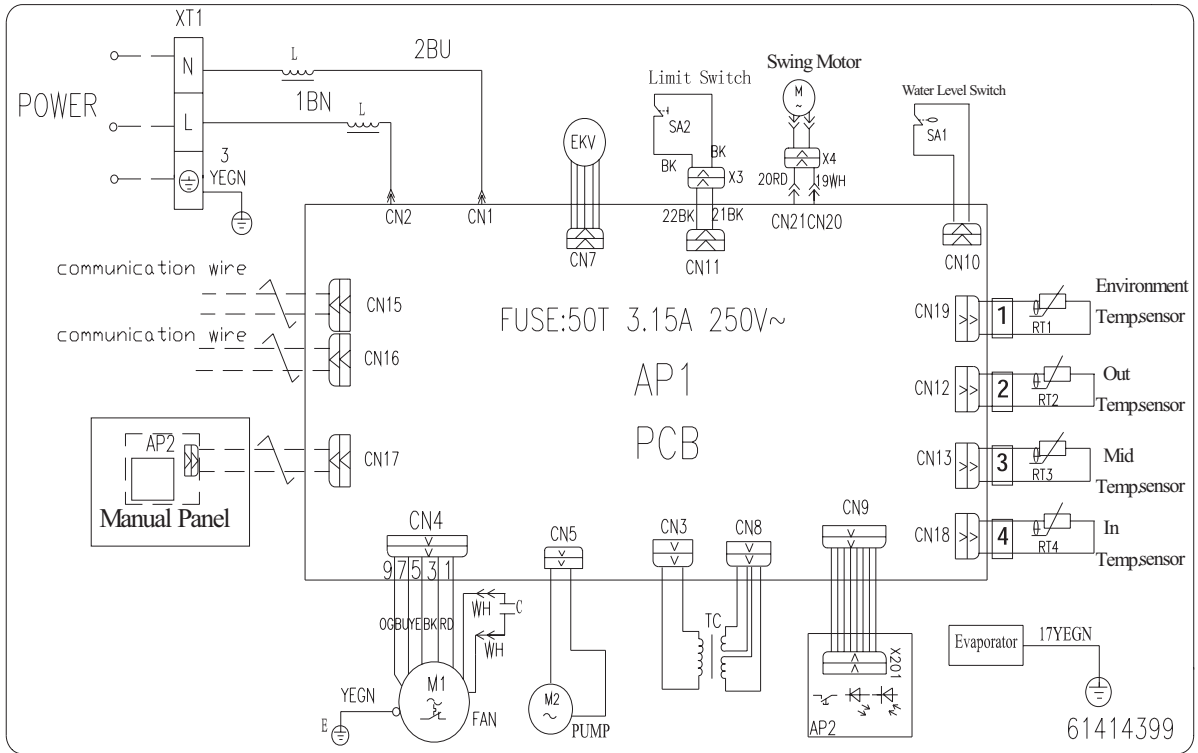 XT1
N
L
2BU
POWER
1BN
L
L
3
YEGN
CN2
CN1
EKV
CN7
Limit Switch
SA2
BK
BK
X3
22BK
21BK
CN11
Swing Motor
M
~
X4
20RD
19WH
CN21
CN20
Water Level Switch
SA1
CN10
communication wire
CN15
communication wire
CN16
AP2
Manual Panel
CN17
FUSE:50T 3.15A 250V~
AP1
PCB
CN19
1
RT1
Environment
Temp.sensor
CN12
2
RT2
Out
Temp.sensor
CN13
3
RT3
Mid
Temp.sensor
CN18
4
RT4
In
Temp.sensor
CN4
9 7 5 3 1
OG BU YE BK RD
WH
C
WH
YEGN
E
M1
~
FAN
CN5
M2
~
PUMP
CN3
CN8
TC
CN9
X201
AP2
Evaporator
17YEGN
61414399